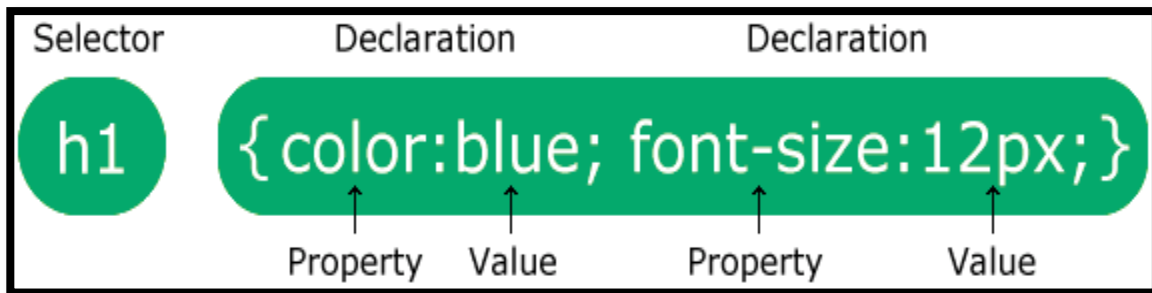 Selector Declaration Declaration
h1 {color:blue; font-size:12px;}
Property Value Property Value